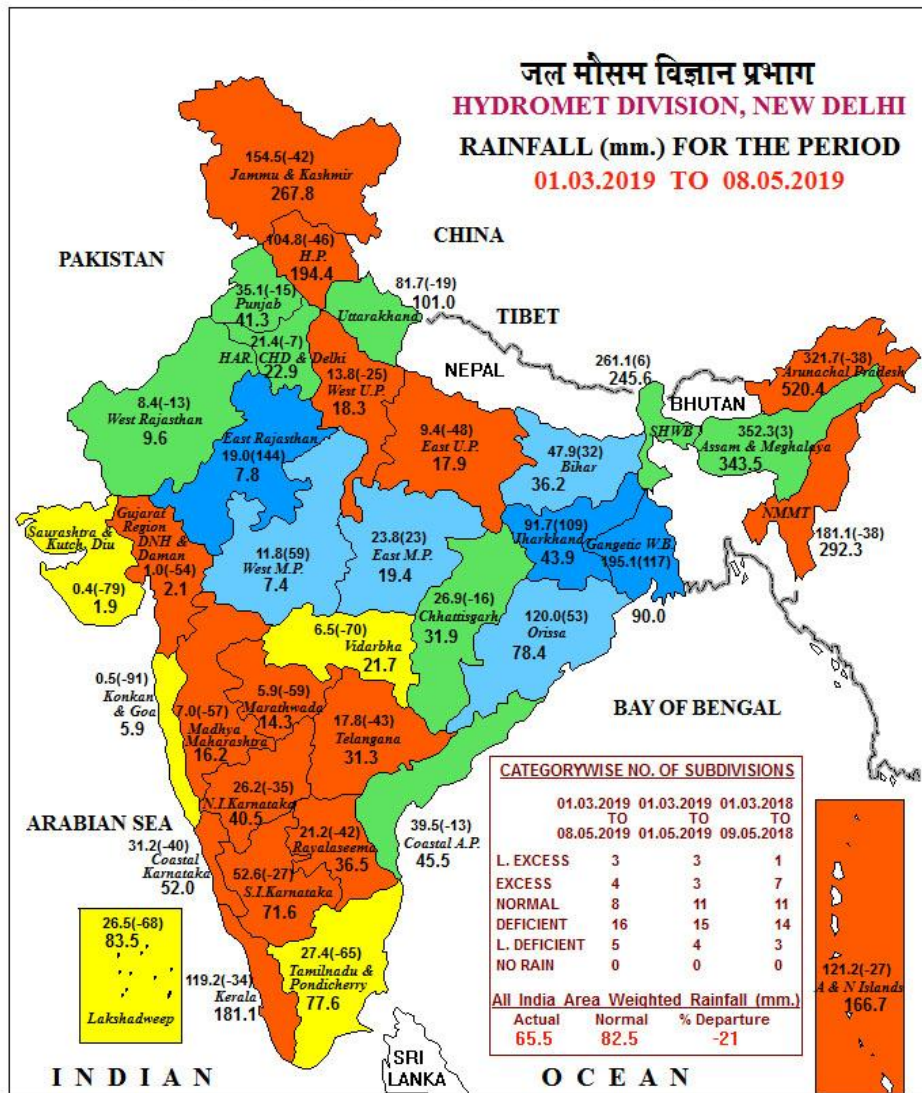 जल मौसम विज्ञान प्रभाग
HYDROMET DIVISION, NEW DELHI
RAINFALL (mm.) FOR THE PERIOD
01.03.2019 TO 08.05.2019
154.5(-42)
Jammu & Kashmir
267.8
104.8(-46)
H.P.
194.4
CHINA
PAKISTAN
35.1(-15)
Punjab
41.3
81.7(-19)
101.0
Uttarakhand
TIBET
21.4(-7)
HAR. CHD & Delhi
22.9
NEPAL
13.8(-25)
West U.P.
18.3
261.1(6)
245.6
321.7(-38)
Arunachal Pradesh
520.4
BHUTAN
8.4(-13)
West Rajasthan
9.6
East Rajasthan
19.0(144)
7.8
9.4(-48)
East U.P.
17.9
SHWB
352.3(3)
Assam & Meghalaya
343.5
47.9(32)
Bihar
36.2
Gujarat
Region
DNH &
Daman
1.0(-54)
2.1
Saurashtra &
Kutch, Diu
0.4(-79)
1.9
11.8(59)
West M.P.
7.4
23.8(23)
East M.P.
19.4
91.7(109)
Jharkhand
43.9
Gangetic W.B.
195.1(117)
90.0
NMMT
181.1(-38)
292.3
26.9(-16)
Chhattisgarh
31.9
120.0(53)
Orissa
78.4
6.5(-70)
Vidarbha
21.7
0.5(-91)
Konkan
& Goa
5.9
5.9(-59)
Marathwada
14.3
7.0(-57)
Madhya
Maharashtra
16.2
17.8(-43)
Telangana
31.3
BAY OF BENGAL
26.2(-35)
N.I.Karnataka
40.5
ARABIAN SEA
21.2(-42)
Rayalaseema
36.5
39.5(-13)
Coastal A.P.
45.5
31.2(-40)
Coastal
Karnataka
52.0
52.6(-27)
S.I.Karnataka
71.6
26.5(-68)
83.5
Lakshadweep
27.4(-65)
Tamilnadu &
Pondicherry
77.6
119.2(-34)
Kerala
181.1
CATEGORYWISE NO. OF SUBDIVISIONS
01.03.2019 01.03.2019 01.03.2018
TO TO TO
08.05.2019 01.05.2019 09.05.2018
L. EXCESS 3 3 1
EXCESS 4 3 7
NORMAL 8 11 11
DEFICIENT 16 15 14
L. DEFICIENT 5 4 3
NO RAIN 0 0 0
All India Area Weighted Rainfall (mm.)
Actual Normal % Departure
65.5 82.5 -21
121.2(-27)
A & N Islands
166.7
SRI
LANKA
INDIAN OCEAN